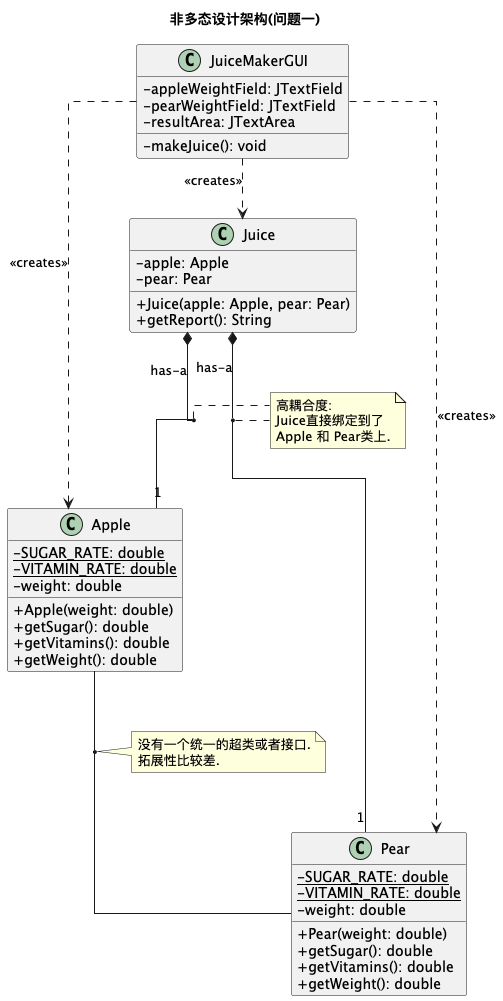 非多态设计架构(问题一)
C JuiceMakerGUI
-appleWeightField: JTextField
-pearWeightField: JTextField
-resultArea: JTextArea
-makeJuice(): void
«creates»
C Juice
-apple: Apple
-pear: Pear
+Juice(apple: Apple, pear: Pear)
+getReport(): String
«creates»
has-a
has-a
高耦合度:
Juice直接绑定到了
Apple 和 Pear类上.
«creates»
1
C Apple
-SUGAR_RATE: double
-VITAMIN_RATE: double
-weight: double
+Apple(weight: double)
+getSugar(): double
+getVitamins(): double
+getWeight(): double
没有一个统一的超类或者接口.
拓展性比较差.
1
C Pear
-SUGAR_RATE: double
-VITAMIN_RATE: double
-weight: double
+Pear(weight: double)
+getSugar(): double
+getVitamins(): double
+getWeight(): double